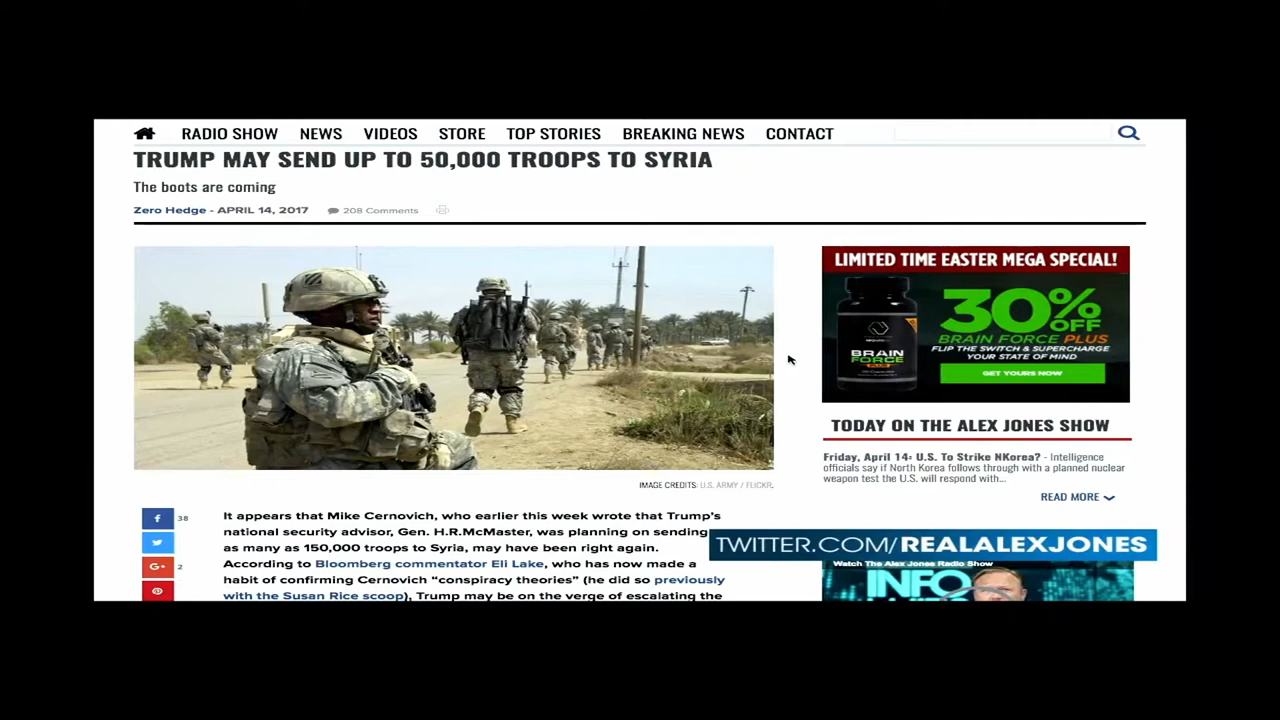 RADIO SHOW NEWS VIDEOS STORE TOP STORIES BREAKING NEWS CONTACT
TRUMP MAY SEND UP TO 50,000 TROOPS TO SYRIA
The boots are coming
Zero Hedge - APRIL 14, 2017 208 Comments
IMAGE CREDITS: U.S. ARMY / FLICKR.
38
2
It appears that Mike Cernovich, who earlier this week wrote that Trump's
national security advisor, Gen. H.R.McMaster, was planning on sending
as many as 150,000 troops to Syria, may have been right again.
According to Bloomberg commentator Eli Lake, who has now made a
habit of confirming Cernovich "conspiracy theories" (he did so previously
with the Susan Rice scoop), Trump may be on the verge of escalating the
LIMITED TIME EASTER MEGA SPECIAL!
BRAIN
FORCE
PLUS
30%
OFF
BRAIN FORCE PLUS
FLIP THE SWITCH & SUPERCHARGE
YOUR STATE OF MIND
GET YOURS NOW
TODAY ON THE ALEX JONES SHOW
Friday, April 14: U.S. To Strike NKorea? - Intelligence
officials say if North Korea follows through with a planned nuclear
weapon test the U.S. will respond with...
READ MORE
TWITTER.COM/REALALEXJONES
Watch The Alex Jones Radio Show
INFO